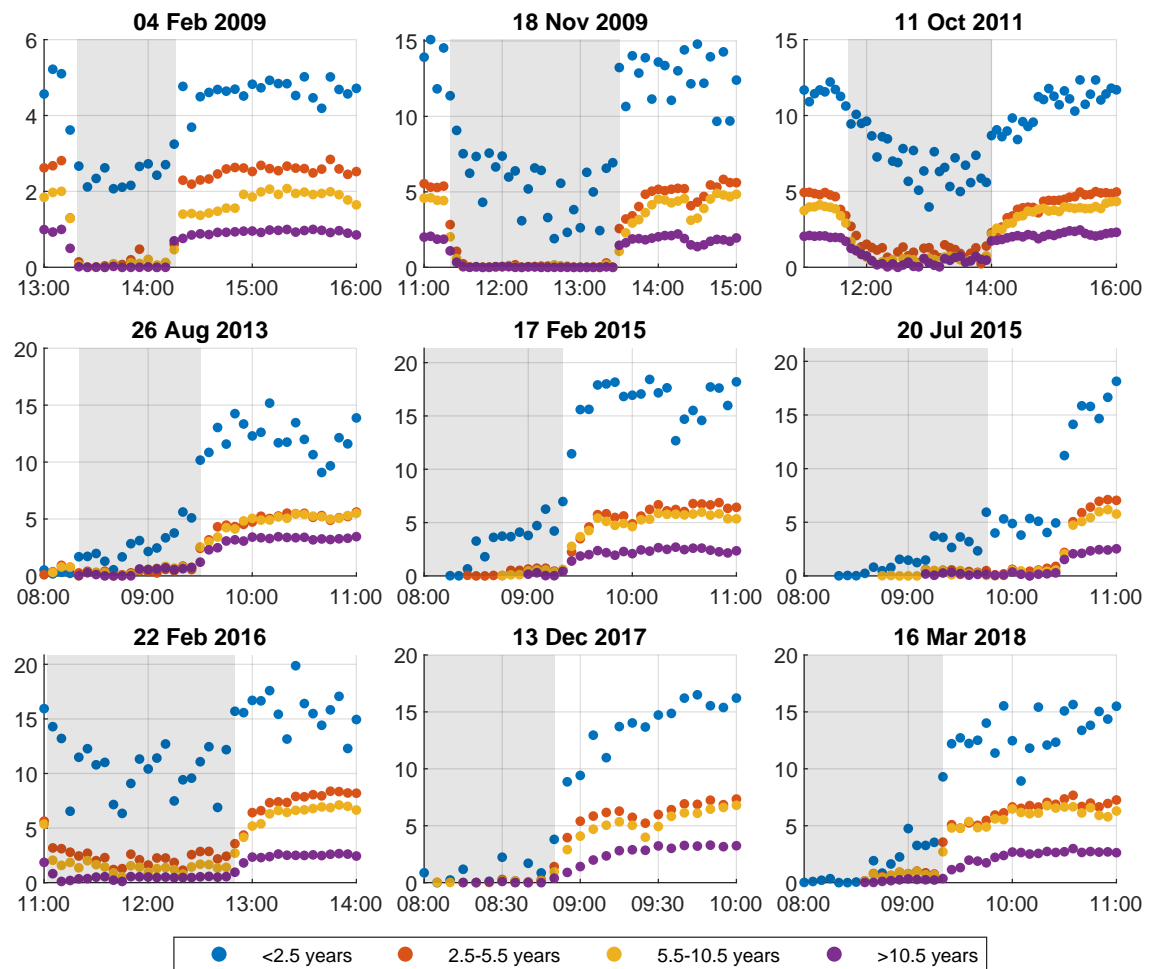 04 Feb 2009
18 Nov 2009
11 Oct 2011
6
4
2
0
13:00 14:00 15:00 16:00
15
10
5
0
11:00 12:00 13:00 14:00 15:00
15
10
5
0
12:00 14:00 16:00
26 Aug 2013
17 Feb 2015
20 Jul 2015
20
15
10
5
0
08:00 09:00 10:00 11:00
20
15
10
5
0
08:00 09:00 10:00 11:00
20
15
10
5
0
08:00 09:00 10:00 11:00
22 Feb 2016
13 Dec 2017
16 Mar 2018
20
15
10
5
0
11:00 12:00 13:00 14:00
20
15
10
5
0
08:00 08:30 09:00 09:30 10:00
20
15
10
5
0
08:00 09:00 10:00 11:00
<2.5 years 2.5-5.5 years 5.5-10.5 years >10.5 years